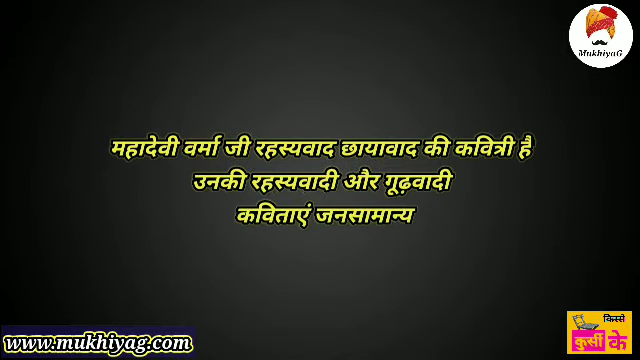 MukhiyaG
महादेवी वर्मा जी रहस्यवाद छायावाद की कवित्री है
उनकी रहस्यवादी और गूढ़वादी
कविताएं जनसामान्य
www.mukhiyag.com
किस्से
कुर्सी के